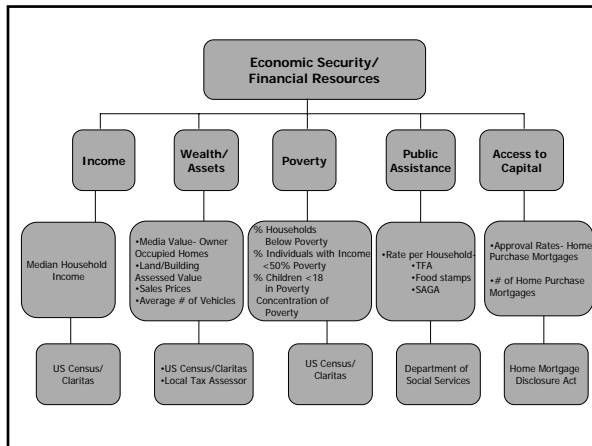 Economic Security/
Financial Resources
Income
Wealth/
Assets
Poverty
Public
Assistance
Access to
Capital
Median Household
Income
•Media Value- Owner
Occupied Homes
•Land/Building
Assessed Value
•Sales Prices
•Average # of Vehicles
% Households
Below Poverty
% Individuals with Income
<50% Poverty
% Children <18
in Poverty
Concentration of
Poverty
•Rate per Household-
•TFA
•Food stamps
•SAGA
•Approval Rates- Home
Purchase Mortgages
•# of Home Purchase
Mortgages
US Census/
Claritas
•US Census/Claritas
•Local Tax Assessor
US Census/
Claritas
Department of
Social Services
Home Mortgage
Disclosure Act